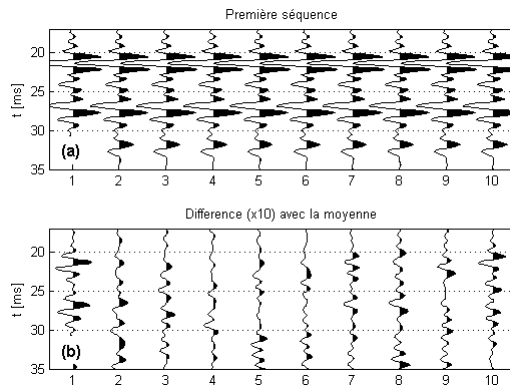 Première séquence
t [ms]
20
25
30
35
(a)
1 2 3 4 5 6 7 8 9 10
Difference (x10) avec la moyenne
t [ms]
20
25
30
35
(b)
1 2 3 4 5 6 7 8 9 10